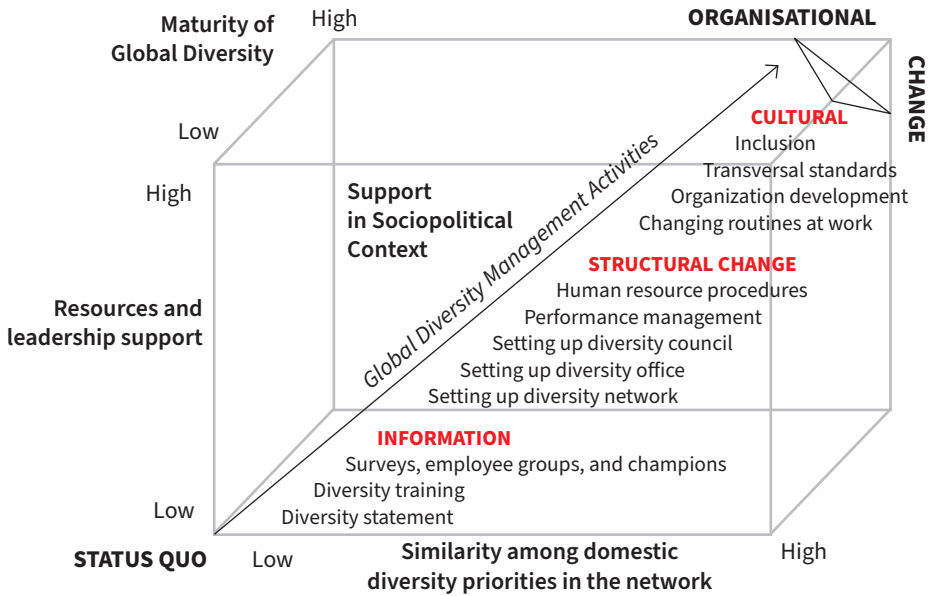 Maturity of
Global Diversity
High
Low
ORGANISATIONAL
CHANGE
High
Support
in Sociopolitical
Context
Global Diversity Management Activities
CULTURAL
Inclusion
Transversal standards
Organization development
Changing routines at work
STRUCTURAL CHANGE
Human resource procedures
Performance management
Setting up diversity council
Setting up diversity office
Setting up diversity network
Resources and
leadership support
INFORMATION
Surveys, employee groups, and champions
Diversity training
Diversity statement
Low
STATUS QUO
Low
Similarity among domestic
diversity priorities in the network
High